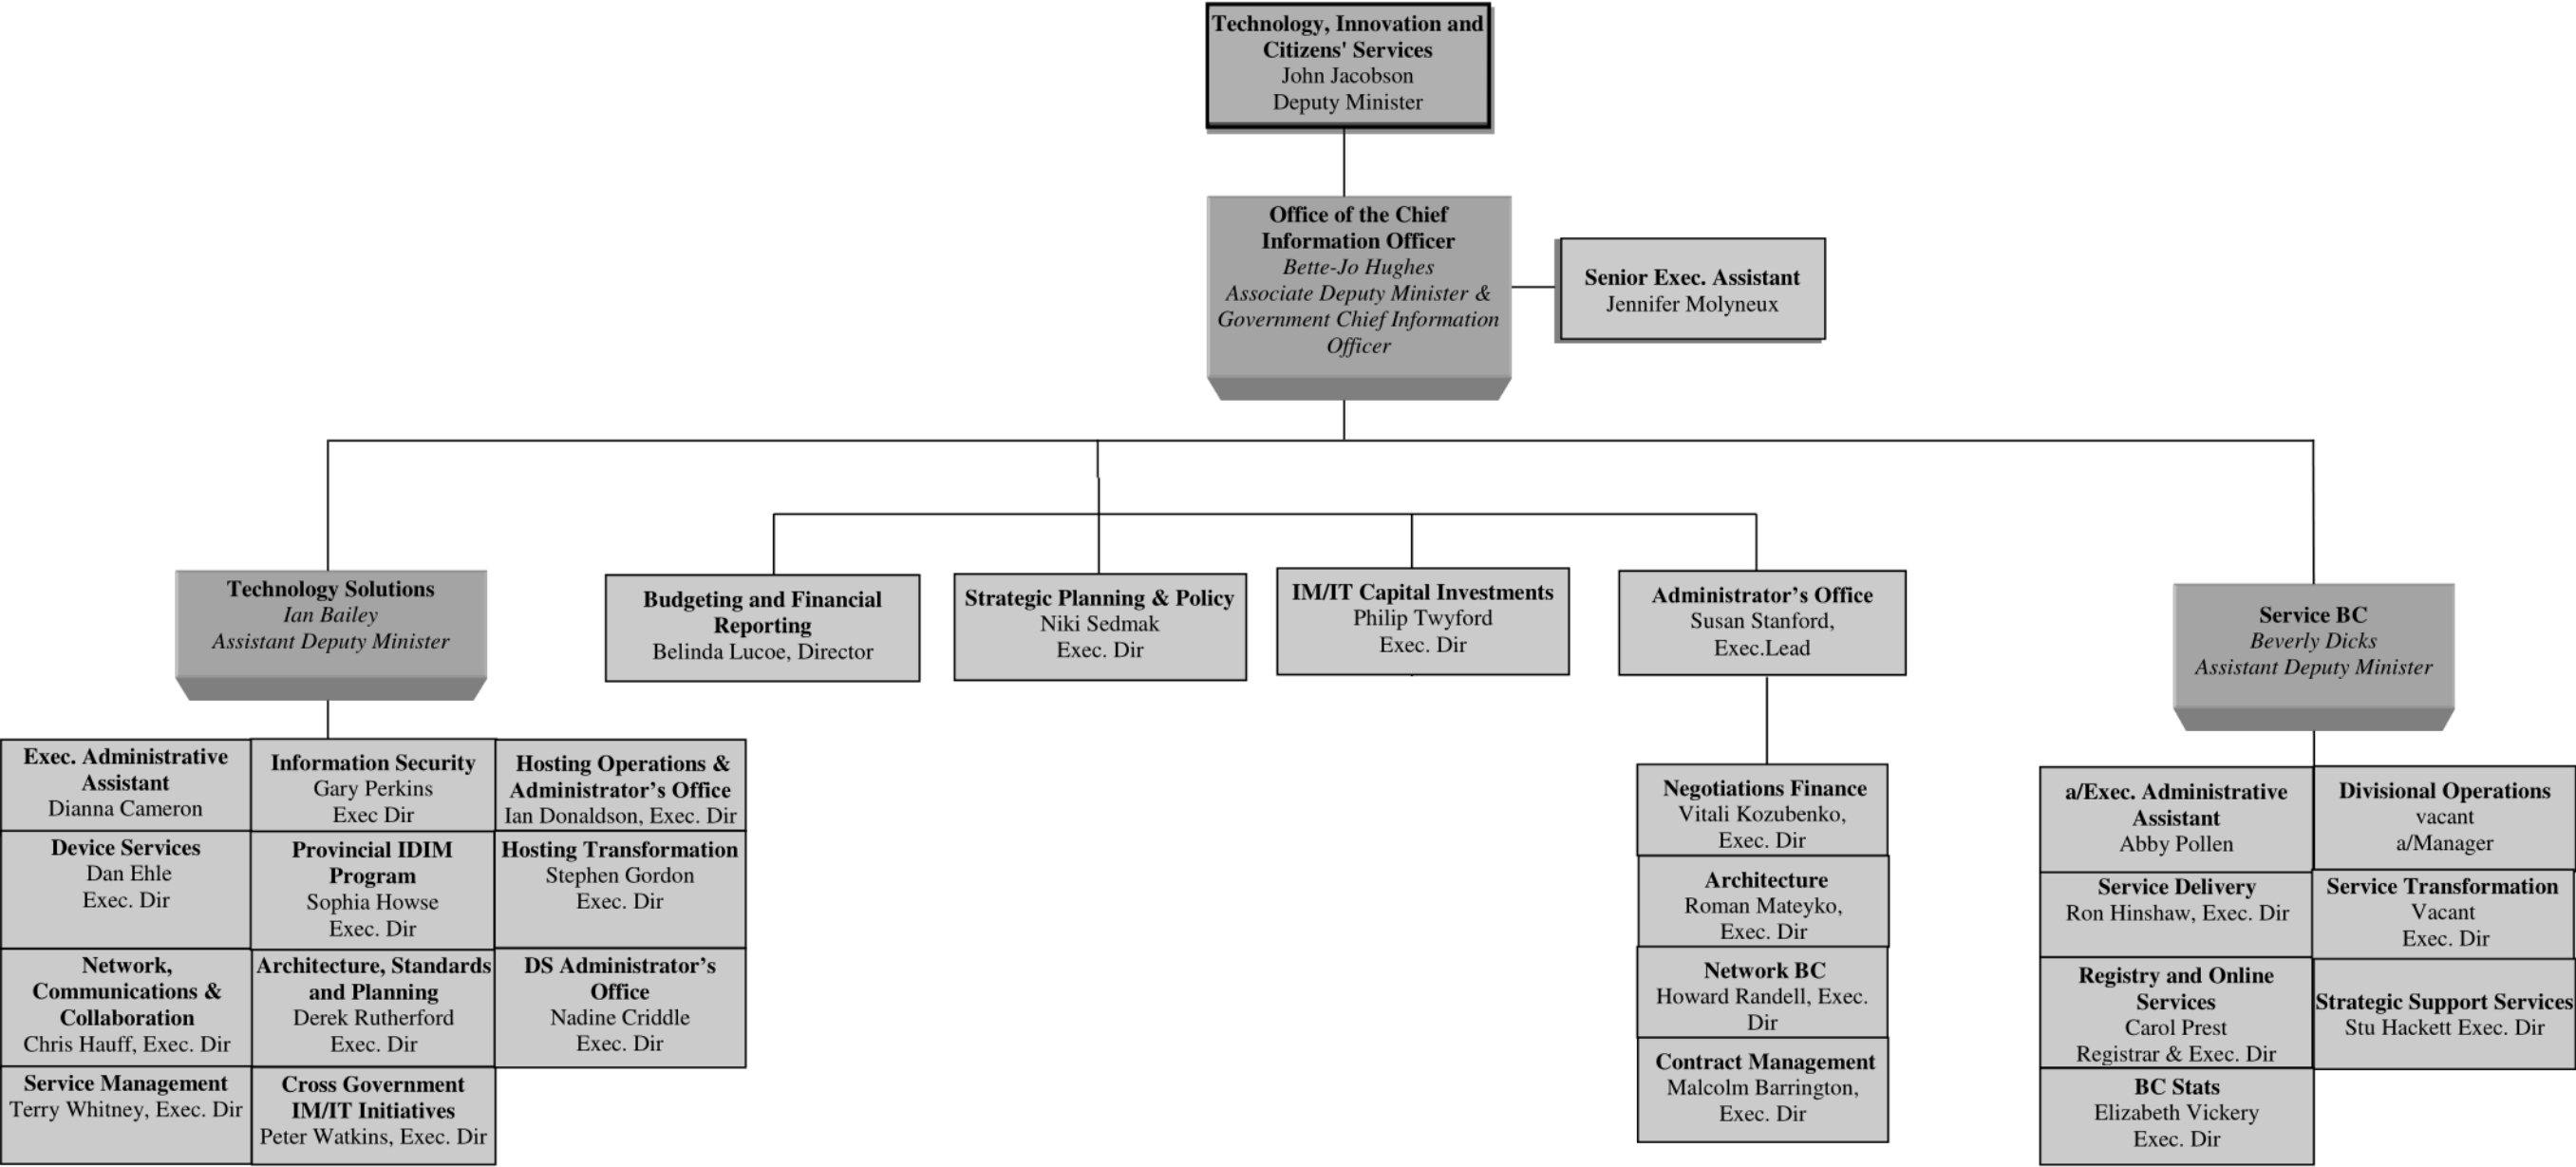 Technology, Innovation and
Citizens' Services
John Jacobson
Deputy Minister
Office of the Chief
Information Officer
Bette-Jo Hughes
Associate Deputy Minister &
Government Chief Information
Officer
Senior Exec. Assistant
Jennifer Molyneux
Technology Solutions
Ian Bailey
Assistant Deputy Minister
Budgeting and Financial
Reporting
Belinda Lucoe, Director
Strategic Planning & Policy
Niki Sedmak
Exec. Dir
IM/IT Capital Investments
Philip Twyford
Exec. Dir
Administrator’s Office
Susan Stanford,
Exec.Lead
Service BC
Beverly Dicks
Assistant Deputy Minister
Exec. Administrative
Assistant
Dianna Cameron
Information Security
Gary Perkins
Exec Dir
Hosting Operations &
Administrator’s Office
Ian Donaldson, Exec. Dir
Device Services
Dan Ehle
Exec. Dir
Provincial IDIM
Program
Sophia Howse
Exec. Dir
Hosting Transformation
Stephen Gordon
Exec. Dir
Network,
Communications &
Collaboration
Chris Hauff, Exec. Dir
Architecture, Standards
and Planning
Derek Rutherford
Exec. Dir
DS Administrator’s
Office
Nadine Criddle
Exec. Dir
Service Management
Terry Whitney, Exec. Dir
Cross Government
IM/IT Initiatives
Peter Watkins, Exec. Dir
Negotiations Finance
Vitali Kozubenko,
Exec. Dir
Architecture
Roman Mateyko,
Exec. Dir
Network BC
Howard Randell, Exec.
Dir
Contract Management
Malcolm Barrington,
Exec. Dir
a/Exec. Administrative
Assistant
Abby Pollen
Divisional Operations
vacant
a/Manager
Service Delivery
Ron Hinshaw, Exec. Dir
Service Transformation
Vacant
Exec. Dir
Registry and Online
Services
Carol Prest
Registrar & Exec. Dir
Strategic Support Services
Stu Hackett Exec. Dir
BC Stats
Elizabeth Vickery
Exec. Dir